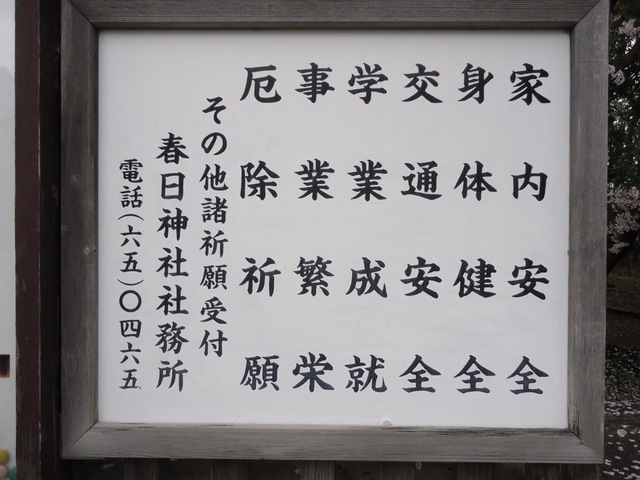 家内安全
身体健全
交通安全
学業成就
事業繁栄
厄除祈願
その他諸祈願受付
春日神社社務所
電話(六五)〇四六五